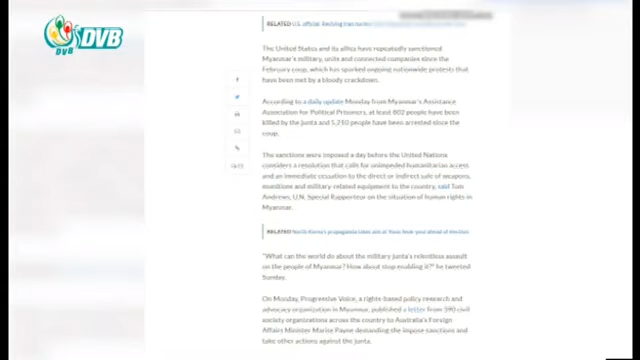 DVB
DVB
RELATED U.S. official:
The United States and its allies have repeatedly sanctioned
Myanmar's military, units and connected companies since the
February coup, which has sparked ongoing nationwide protests that
have been met by a bloody crackdown.
According to a daily update Monday from Myanmar's Assistance
Association for Political Prisoners, at least 802 people have been
killed by the junta and 5,210 people have been arrested since the
coup.
The sanctions were imposed a day before the United Nations
considers a resolution that calls for unimpeded humanitarian access
and an immediate cessation to the direct or indirect sale of weapons,
munitions and military-related equipment to the country, said Tom
Andrews, U.N. Special Rapporteur on the situation of human rights in
Myanmar.
RELATED North Korea's propaganda takes aim at
"What can the world do about the military junta's relentless assault
on the people of Myanmar? How about stop enabling it?" he tweeted
Sunday.
On Monday, Progressive Voice, a rights-based policy research and
advocacy organization in Myanmar, published a letter from 390 civil
society organizations across the country to Australia's Foreign
Affairs Minister Marise Payne demanding the impose sanctions and
take other actions against the junta.